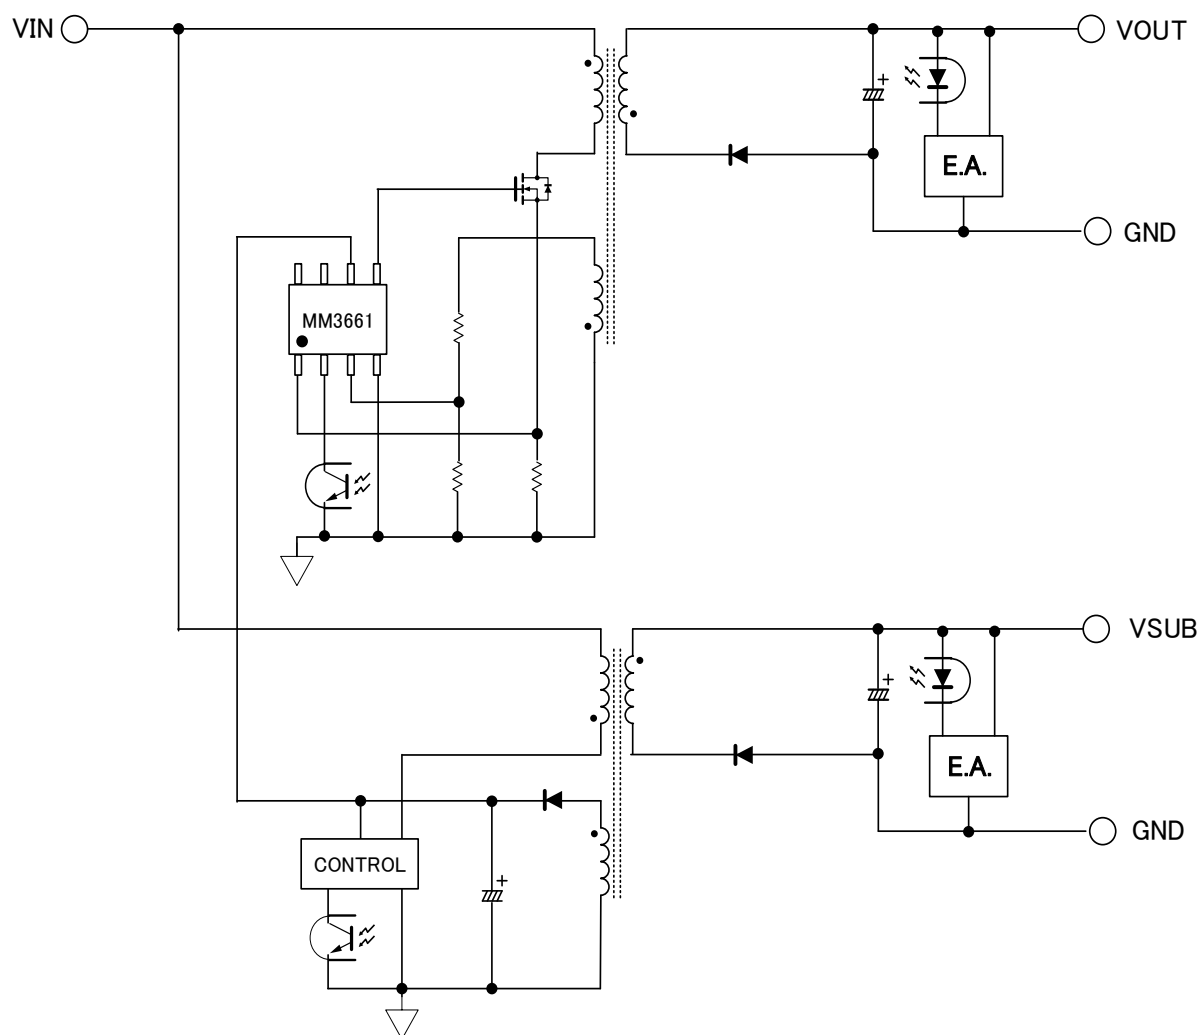 VIN
VOUT
+
E.A.
GND
MM3661
VSUB
+
E.A.
GND
CONTROL
+